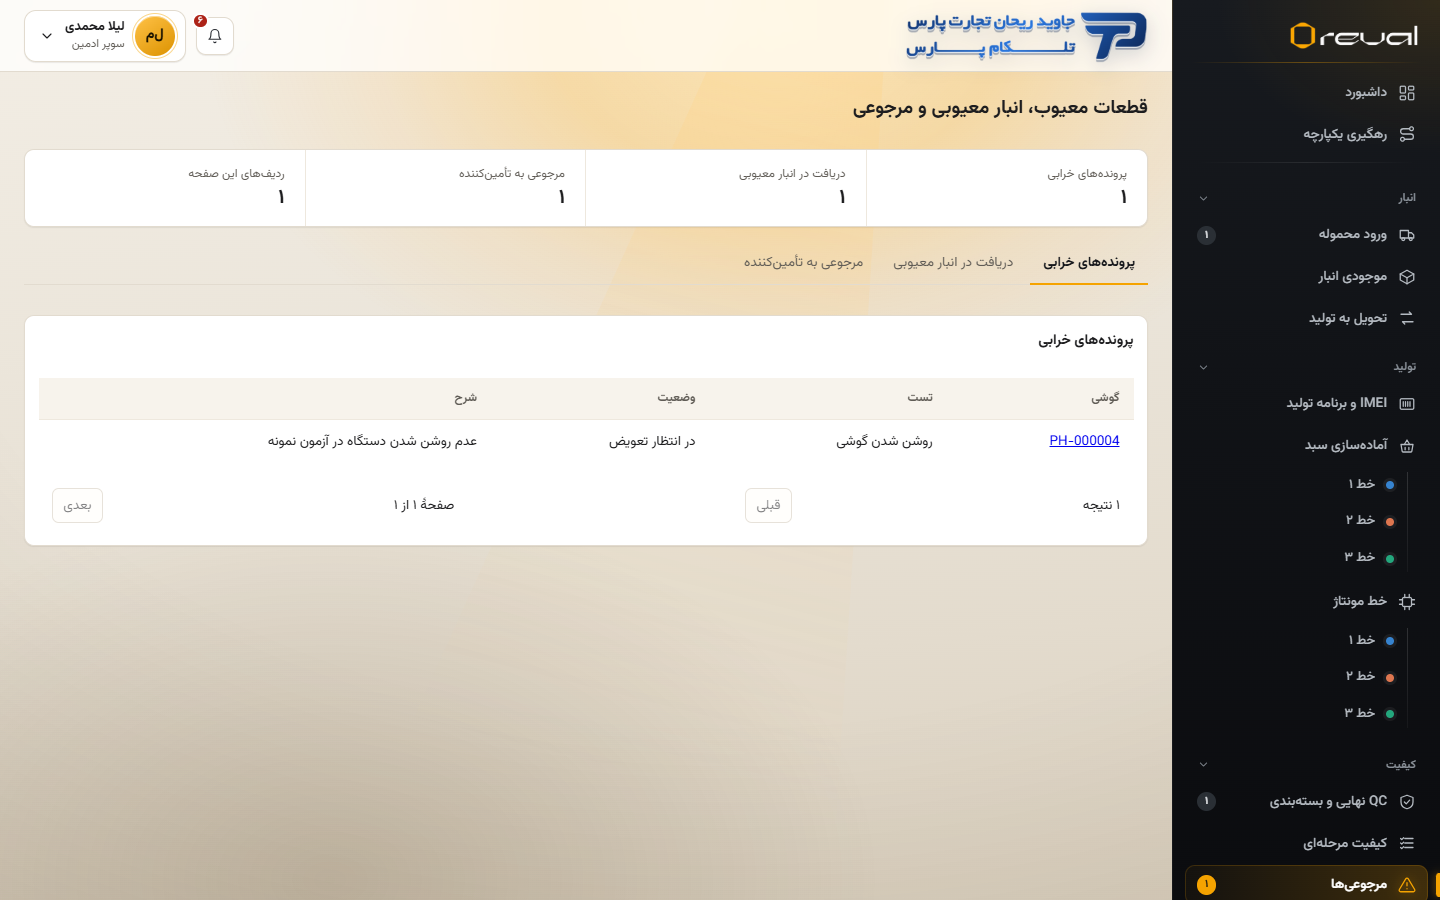 reval
داشبورد
رهگیری یکپارچه
انبار
ورود محموله
۱
موجودی انبار
تحویل به تولید
تولید
IMEI و برنامه تولید
آماده‌سازی سبد
خط ۱
خط ۲
خط ۳
خط مونتاژ
خط ۱
خط ۲
خط ۳
کیفیت
QC نهایی و بسته‌بندی
۱
کیفیت مرحله‌ای
مرجوعی‌ها
۱
جاوید ریحان تجارت پارس
تلکام پارس
۶
ل‌م
لیلا محمدی
سوپر ادمین
قطعات معیوب، انبار معیوبی و مرجوعی
پرونده‌های خرابی
۱
دریافت در انبار معیوبی
۱
مرجوعی به تأمین‌کننده
۱
ردیف‌های این صفحه
۱
پرونده‌های خرابی دریافت در انبار معیوبی مرجوعی به تأمین‌کننده
پرونده‌های خرابی
گوشی تست وضعیت شرح
PH-000004 روشن شدن گوشی در انتظار تعویض عدم روشن شدن دستگاه در آزمون نمونه
۱ نتیجه قبلی صفحهٔ ۱ از ۱ بعدی